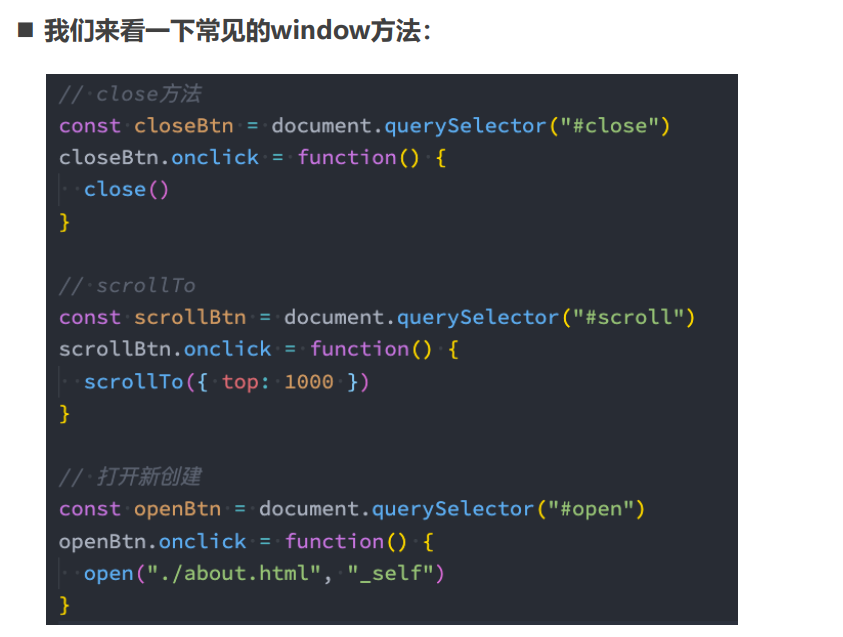 ■ 我们来看一下常见的window方法：
// close方法
const closeBtn = document.querySelector("#close")
closeBtn.onclick = function() {
  close()
}
// scrollTo
const scrollBtn = document.querySelector("#scroll")
scrollBtn.onclick = function() {
  scrollTo({ top: 1000 })
}
// 打开新创建
const openBtn = document.querySelector("#open")
openBtn.onclick = function() {
  open("./about.html", "_self")
}